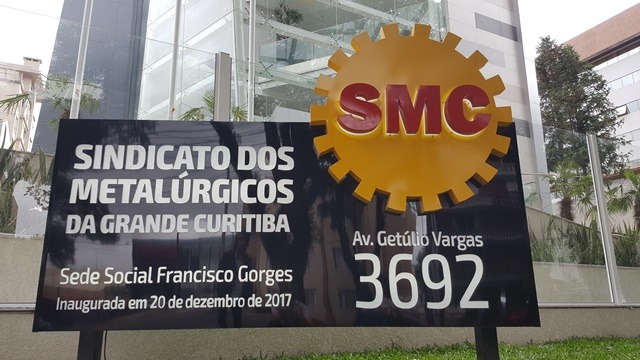 SMC
SINDICATO DOS
METALÚRGICOS
DA GRANDE CURITIBA
Sede Social Francisco Gorges
Inaugurada em 20 de dezembro de 2017
Av. Getúlio Vargas
3692